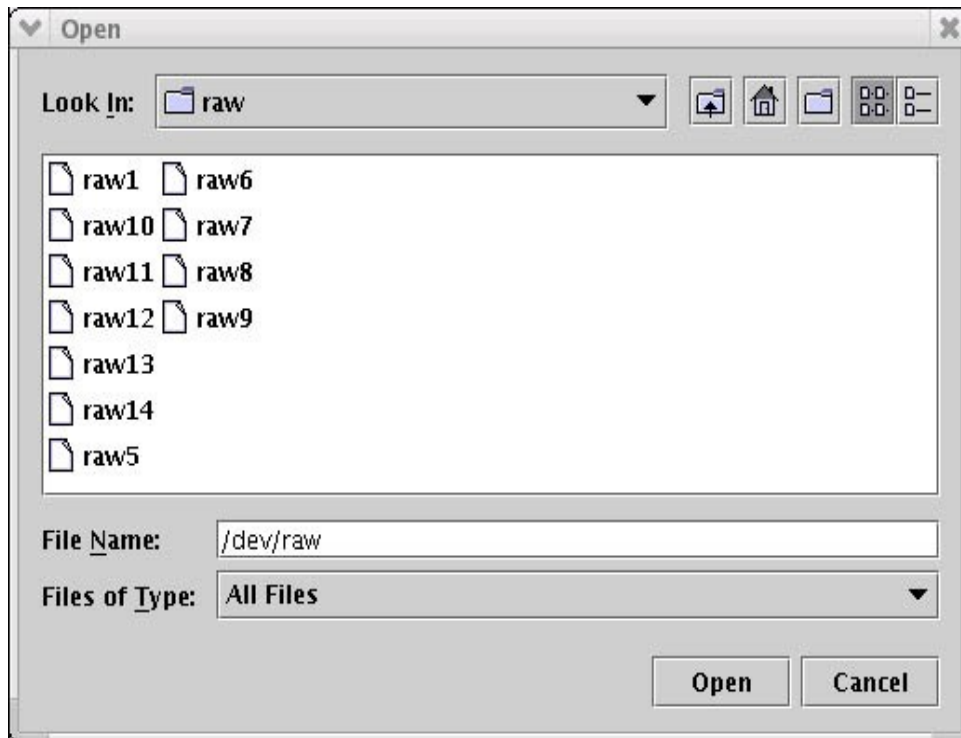 Open
Look In: raw
raw1 raw6
raw10 raw7
raw11 raw8
raw12 raw9
raw13
raw14
raw5
File Name: /dev/raw
Files of Type: All Files
Open Cancel